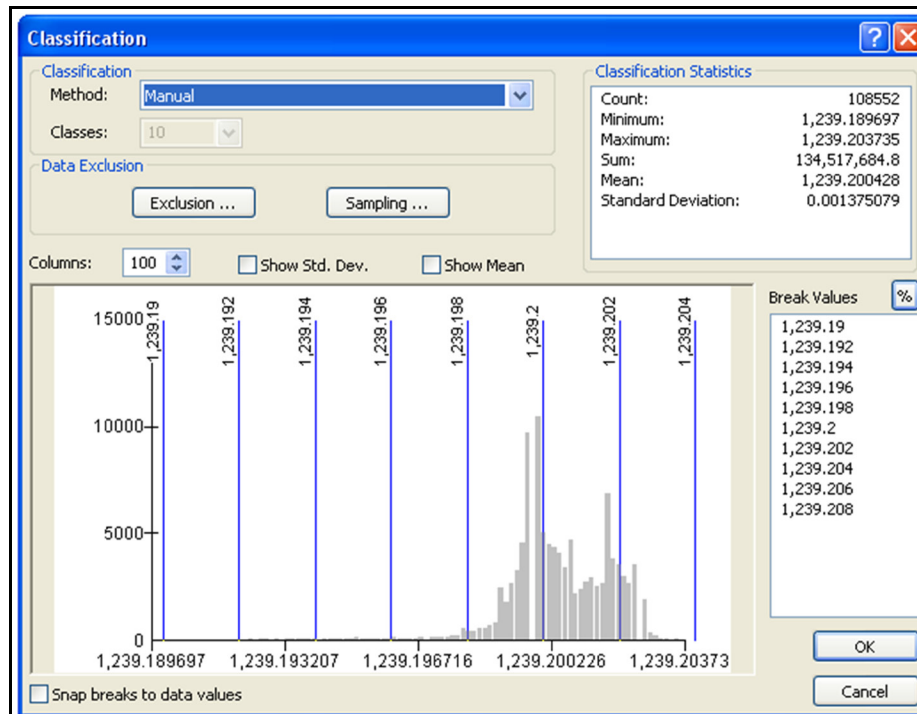 Classification
Classification
Method: Manual
Classes: 10
Data Exclusion
Exclusion ...
Sampling ...
Classification Statistics
Count: 108552
Minimum: 1,239.189697
Maximum: 1,239.203735
Sum: 134,517,684.8
Mean: 1,239.200428
Standard Deviation: 0.001375079
Columns: 100
Show Std. Dev.
Show Mean
Break Values
%
1,239.19
1,239.192
1,239.194
1,239.196
1,239.198
1,239.2
1,239.202
1,239.204
15000
10000
5000
0
1,239.189697
1,239.193207
1,239.196716
1,239.200226
1,239.20373
1,239.19
1,239.192
1,239.194
1,239.196
1,239.198
1,239.2
1,239.202
1,239.204
1,239.206
1,239.208
Snap breaks to data values
OK
Cancel